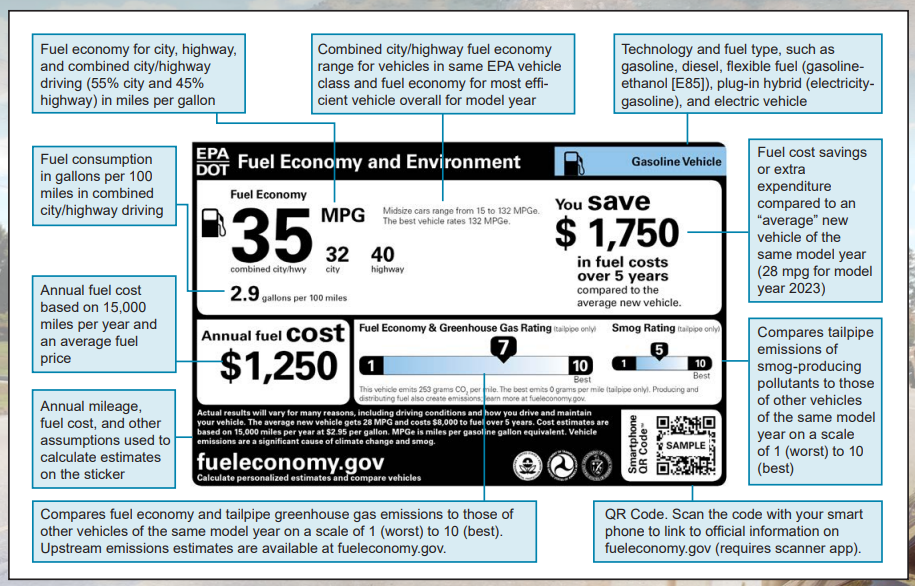 Fuel economy for city, highway,
and combined city/highway
driving (55% city and 45%
highway) in miles per gallon
Combined city/highway fuel economy
range for vehicles in same EPA vehicle
class and fuel economy for most effi-
cient vehicle overall for model year
Technology and fuel type, such as
gasoline, diesel, flexible fuel (gasoline-
ethanol [E85]), plug-in hybrid (electricity-
gasoline), and electric vehicle
Fuel consumption
in gallons per 100
miles in combined
city/highway driving
Annual fuel cost
based on 15,000
miles per year and
an average fuel
price
Annual mileage,
fuel cost, and other
assumptions used to
calculate estimates
on the sticker
EPA
DOT
Fuel Economy and Environment
Gasoline Vehicle
Fuel Economy
35
MPG
combined city/hwy
32
city
40
highway
2.9 gallons per 100 miles
Midsize cars range from 15 to 132 MPGe.
The best vehicle rates 132 MPGe.
You save
$ 1,750
in fuel costs
over 5 years
compared to the
average new vehicle.
Annual fuel cost
$1,250
Fuel Economy & Greenhouse Gas Rating (tailpipe only)
1
7
10
Best
Smog Rating (tailpipe only)
1
5
10
Best
This vehicle emits 253 grams CO₂ per mile. The best emits 0 grams per mile (tailpipe only). Producing and
distributing fuel also create emissions; learn more at fueleconomy.gov.
Actual results will vary for many reasons, including driving conditions and how you drive and maintain
your vehicle. The average new vehicle gets 28 MPG and costs $8,000 to fuel over 5 years. Cost estimates are
based on 15,000 miles per year at $2.95 per gallon. MPGe is miles per gasoline gallon equivalent. Vehicle
emissions are a significant cause of climate change and smog.
fueleconomy.gov
Calculate personalized estimates and compare vehicles
Smartphone
QR Code™
SAMPLE
Fuel cost savings
or extra
expenditure
compared to an
“average” new
vehicle of the
same model year
(28 mpg for model
year 2023)
Compares tailpipe
emissions of
smog-producing
pollutants to those
of other vehicles
of the same model
year on a scale
of 1 (worst) to 10
(best)
Compares fuel economy and tailpipe greenhouse gas emissions to those of
other vehicles of the same model year on a scale of 1 (worst) to 10 (best).
Upstream emissions estimates are available at fueleconomy.gov.
QR Code. Scan the code with your smart
phone to link to official information on
fueleconomy.gov (requires scanner app).